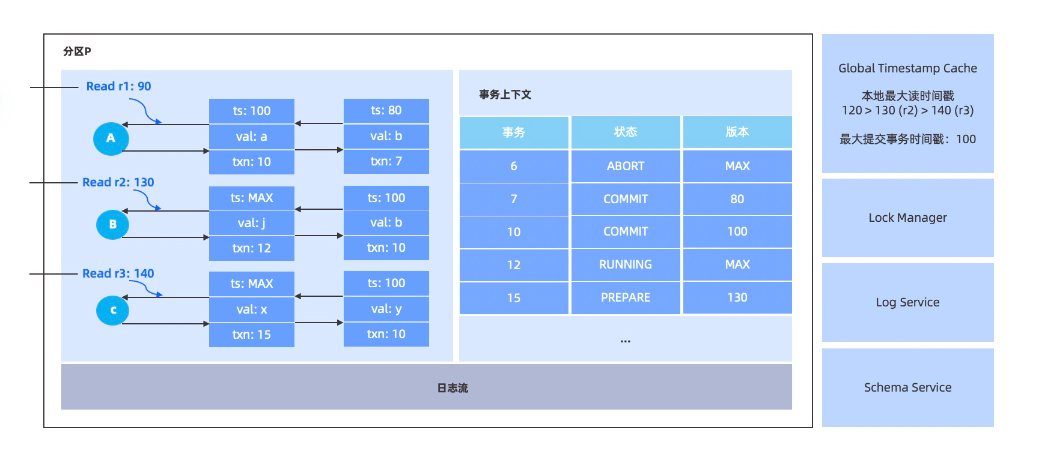 分区P
Read r1: 90
A
ts: 100
val: a
txn: 10
ts: 80
val: b
txn: 7
Read r2: 130
B
ts: MAX
val: j
txn: 12
ts: 100
val: b
txn: 10
Read r3: 140
c
ts: MAX
val: x
txn: 15
ts: 100
val: y
txn: 10
事务上下文
事务 状态 版本
6 ABORT MAX
7 COMMIT 80
10 COMMIT 100
12 RUNNING MAX
15 PREPARE 130
...
日志流
Global Timestamp Cache
本地最大读时间戳
120 > 130 (r2) > 140 (r3)
最大提交事务时间戳：100
Lock Manager
Log Service
Schema Service